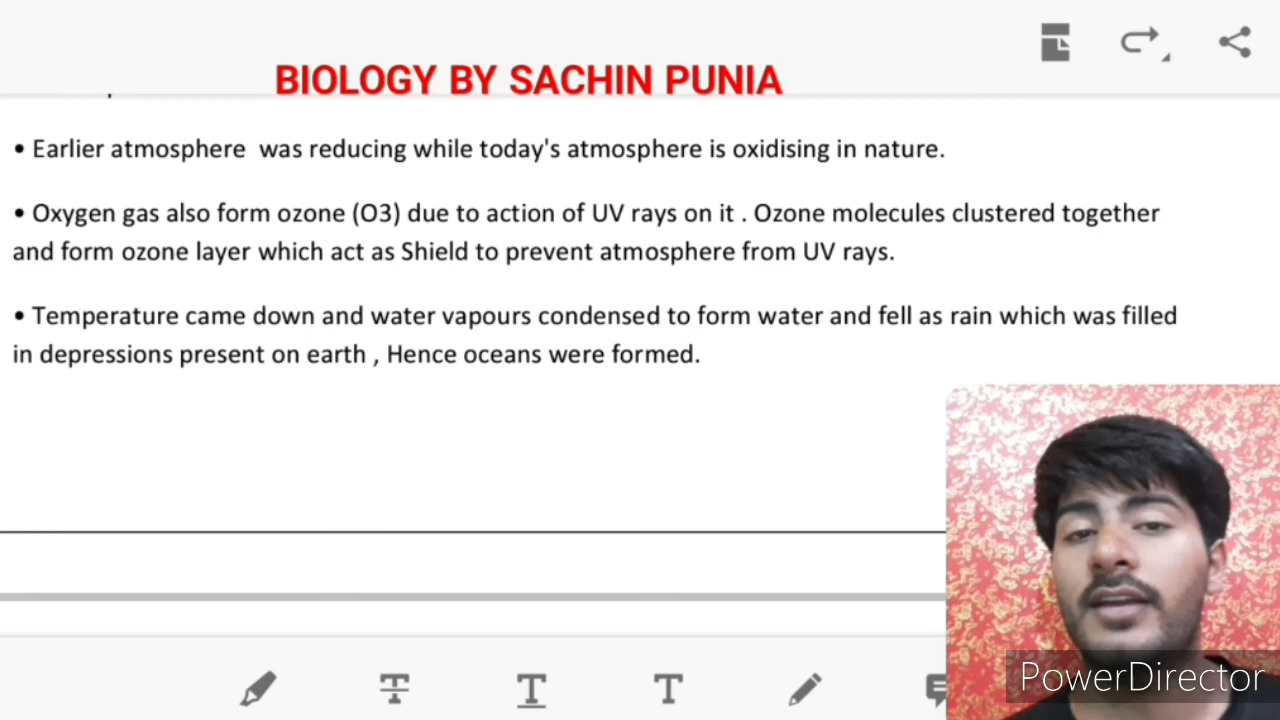 BIOLOGY BY SACHIN PUNIA
• Earlier atmosphere was reducing while today's atmosphere is oxidising in nature.
• Oxygen gas also form ozone (O3) due to action of UV rays on it . Ozone molecules clustered together
and form ozone layer which act as Shield to prevent atmosphere from UV rays.
• Temperature came down and water vapours condensed to form water and fell as rain which was filled
in depressions present on earth , Hence oceans were formed.
T T T
PowerDirector